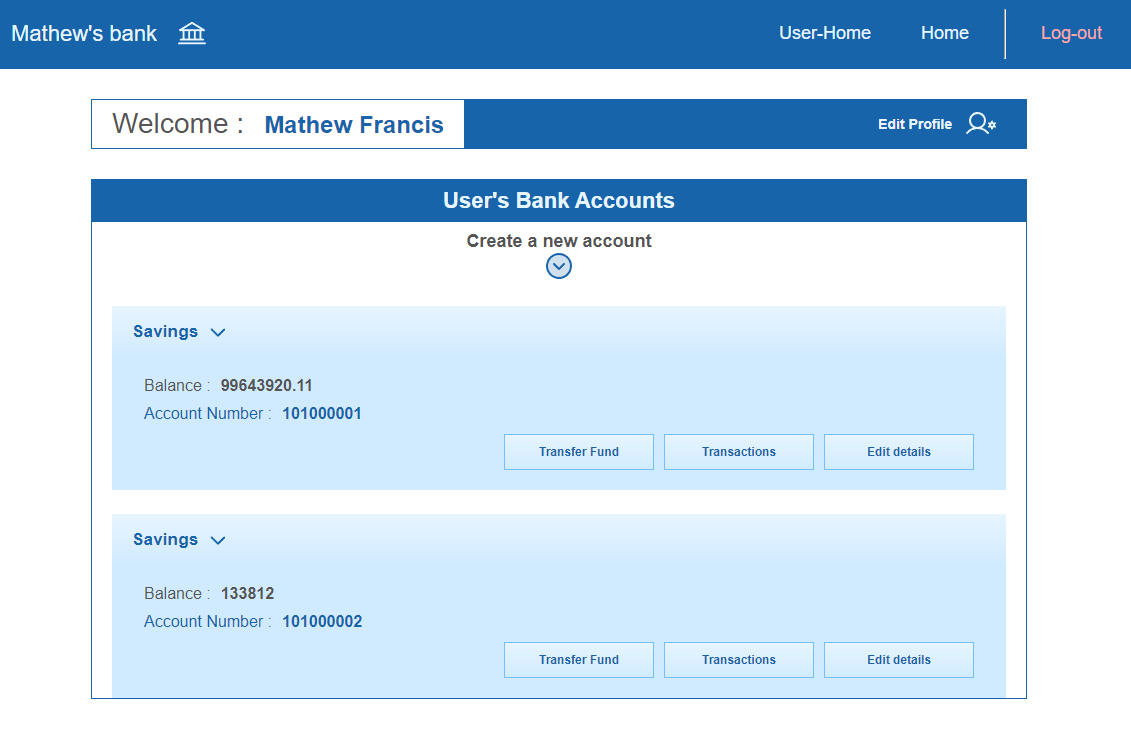 Mathew's bank User-Home Home Log-out
Welcome : Mathew Francis Edit Profile
User's Bank Accounts
Create a new account
Savings
Balance : 99643920.11
Account Number : 101000001
Transfer Fund Transactions Edit details
Savings
Balance : 133812
Account Number : 101000002
Transfer Fund Transactions Edit details